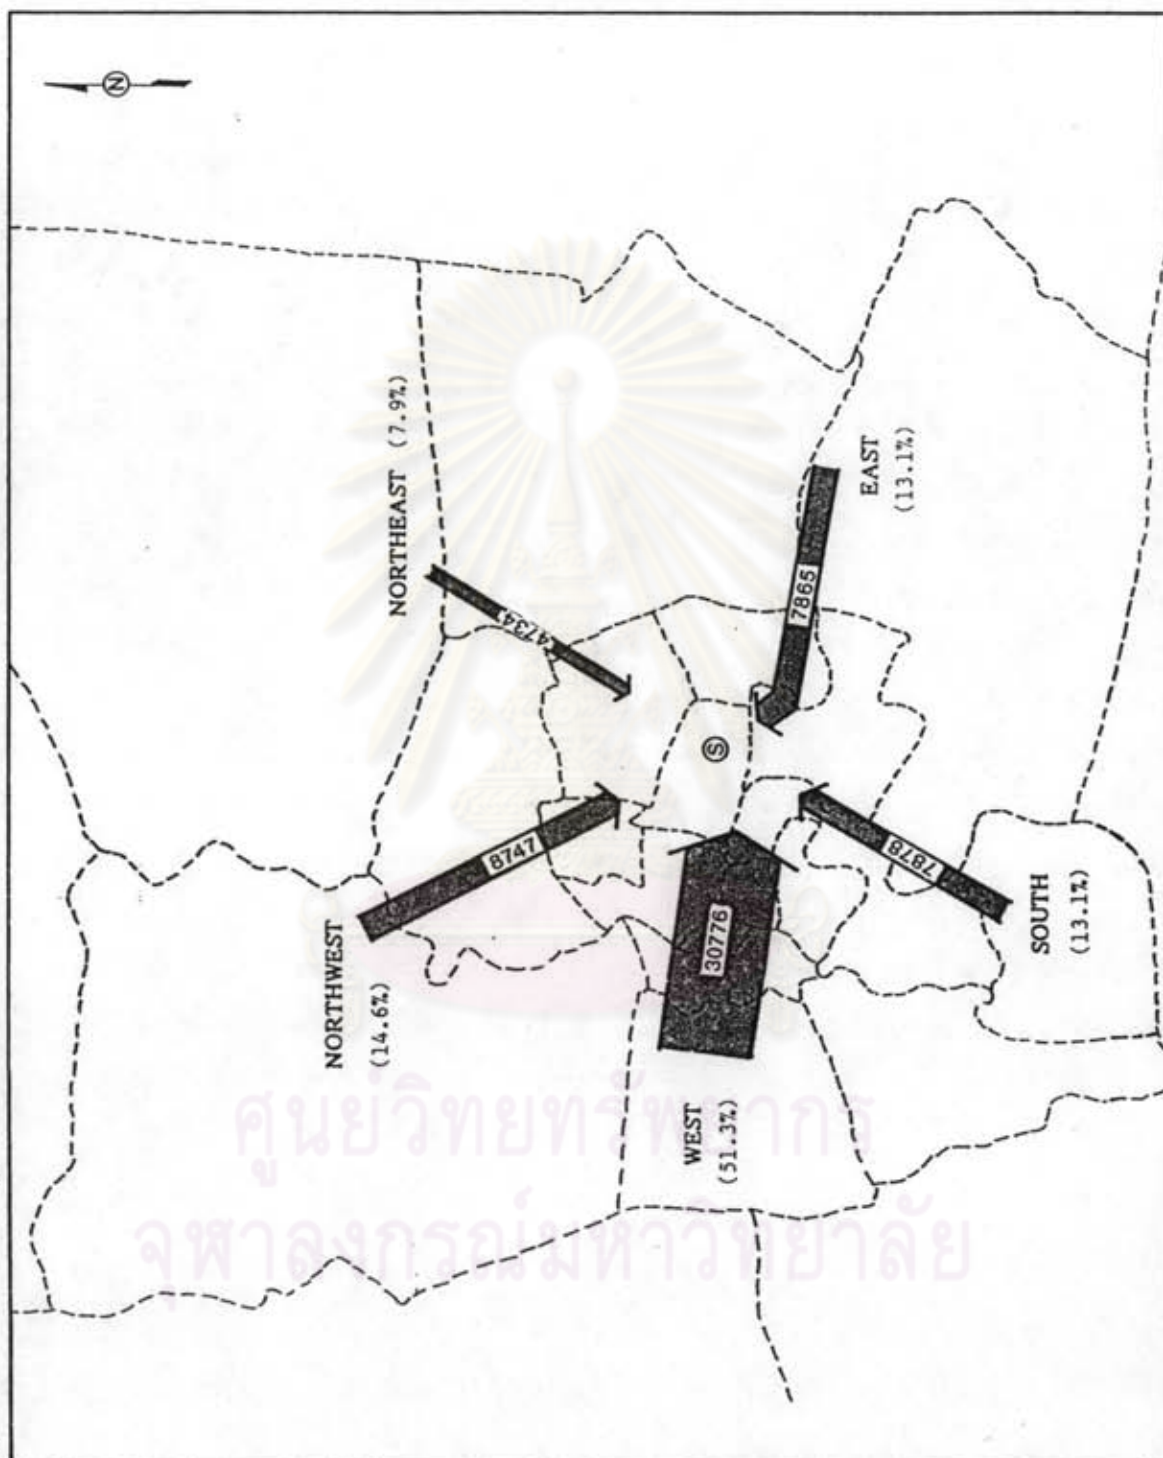 N
NORTHEAST (7.9%)
4734
EAST
(13.1%)
7865
S
8747
NORTHWEST
(14.6%)
30776
WEST
(51.3%)
7878
SOUTH
(13.1%)
ศูนย์วิทยทรัพยากร
จุฬาลงกรณ์มหาวิทยาลัย